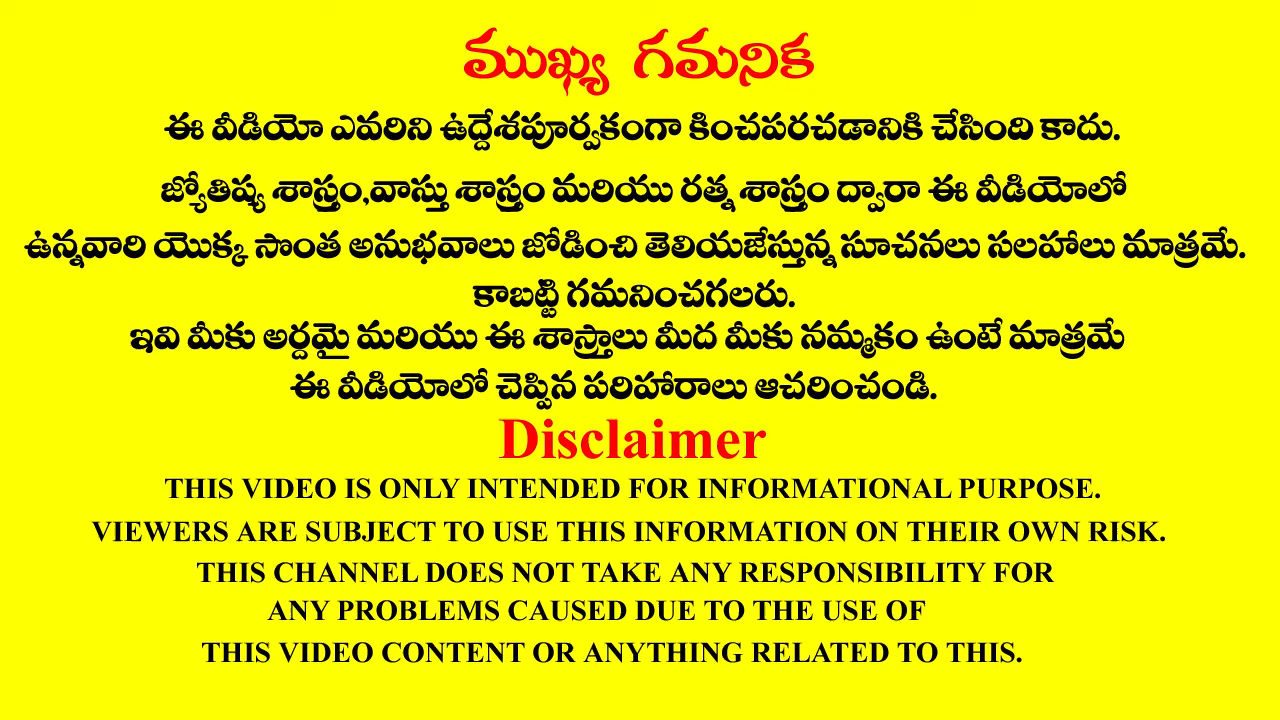 ముఖ్య గమనిక
ఈ వీడియో ఎవరిని ఉద్దేశపూర్వకంగా కించపరచడానికి చేసింది కాదు.
జ్యోతిష్య శాస్త్రం,వాస్తు శాస్త్రం మరియు రత్న శాస్త్రం ద్వారా ఈ వీడియోలో
ఉన్నవారి యొక్క సొంత అనుభవాలు జోడించి తెలియజేస్తున్న సూచనలు సలహాలు మాత్రమే.
కాబట్టి గమనించగలరు.
ఇవి మీకు అర్దమై మరియు ఈ శాస్త్రాలు మీద మీకు నమ్మకం ఉంటే మాత్రమే
ఈ వీడియోలో చెప్పిన పరిహారాలు ఆచరించండి.
Disclaimer
THIS VIDEO IS ONLY INTENDED FOR INFORMATIONAL PURPOSE.
VIEWERS ARE SUBJECT TO USE THIS INFORMATION ON THEIR OWN RISK.
THIS CHANNEL DOES NOT TAKE ANY RESPONSIBILITY FOR
ANY PROBLEMS CAUSED DUE TO THE USE OF
THIS VIDEO CONTENT OR ANYTHING RELATED TO THIS.